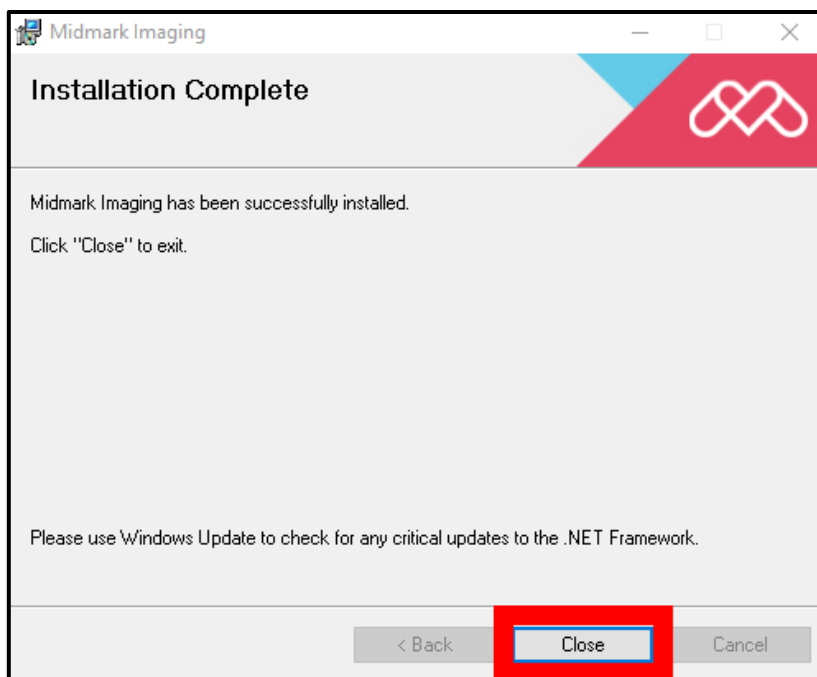 Midmark Imaging
Installation Complete
Midmark Imaging has been successfully installed.
Click "Close" to exit.
Please use Windows Update to check for any critical updates to the .NET Framework.
< Back Close Cancel